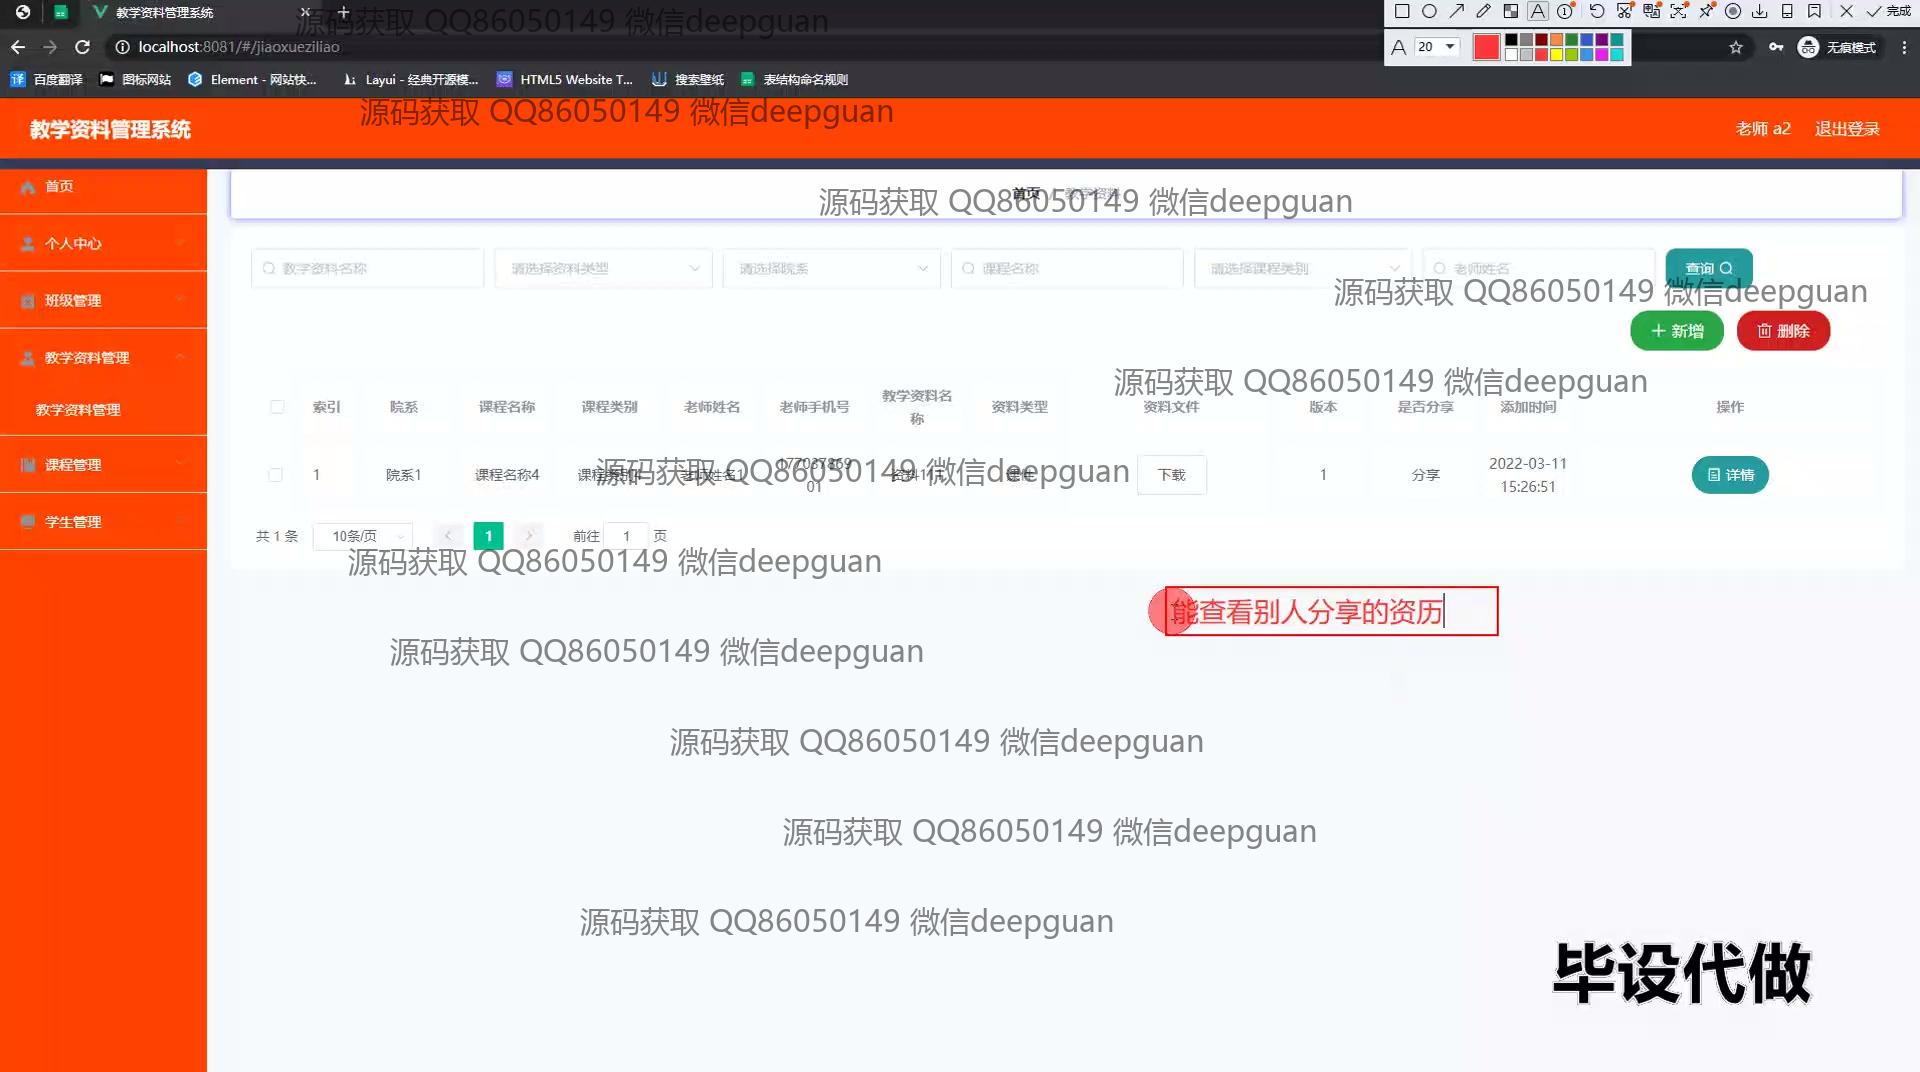 教学资料管理系统
源码获取 QQ86050149 微信deepguan
完成
localhost:8081/#/jiaoxueziliao
A 20
无痕模式
百度翻译 图标网站 Element - 网站快... Layui - 经典开源模... HTML5 Website T... 搜索壁纸 表结构命名规则
源码获取 QQ86050149 微信deepguan
教学资料管理系统 老师 a2 退出登录
首页
首页 / 教学资料
源码获取 QQ86050149 微信deepguan
个人中心
教学资料名称 请选择资料类型 请选择院系 课程名称 请选择课程类别 老师姓名 查询
源码获取 QQ86050149 微信deepguan
班级管理
新增 删除
教学资料管理
源码获取 QQ86050149 微信deepguan
教学资料管理
索引 院系 课程名称 课程类别 老师姓名 老师手机号 教学资料名称 资料类型 资料文件 版本 是否分享 添加时间 操作
课程管理
1 院系1 课程名称4 老师姓名1 下载 1 分享 2022-03-11 15:26:51 详情
源码获取 QQ86050149 微信deepguan
学生管理
共 1 条 10条/页 1 前往 1 页
源码获取 QQ86050149 微信deepguan
能查看别人分享的资历
源码获取 QQ86050149 微信deepguan
源码获取 QQ86050149 微信deepguan
源码获取 QQ86050149 微信deepguan
源码获取 QQ86050149 微信deepguan
毕设代做